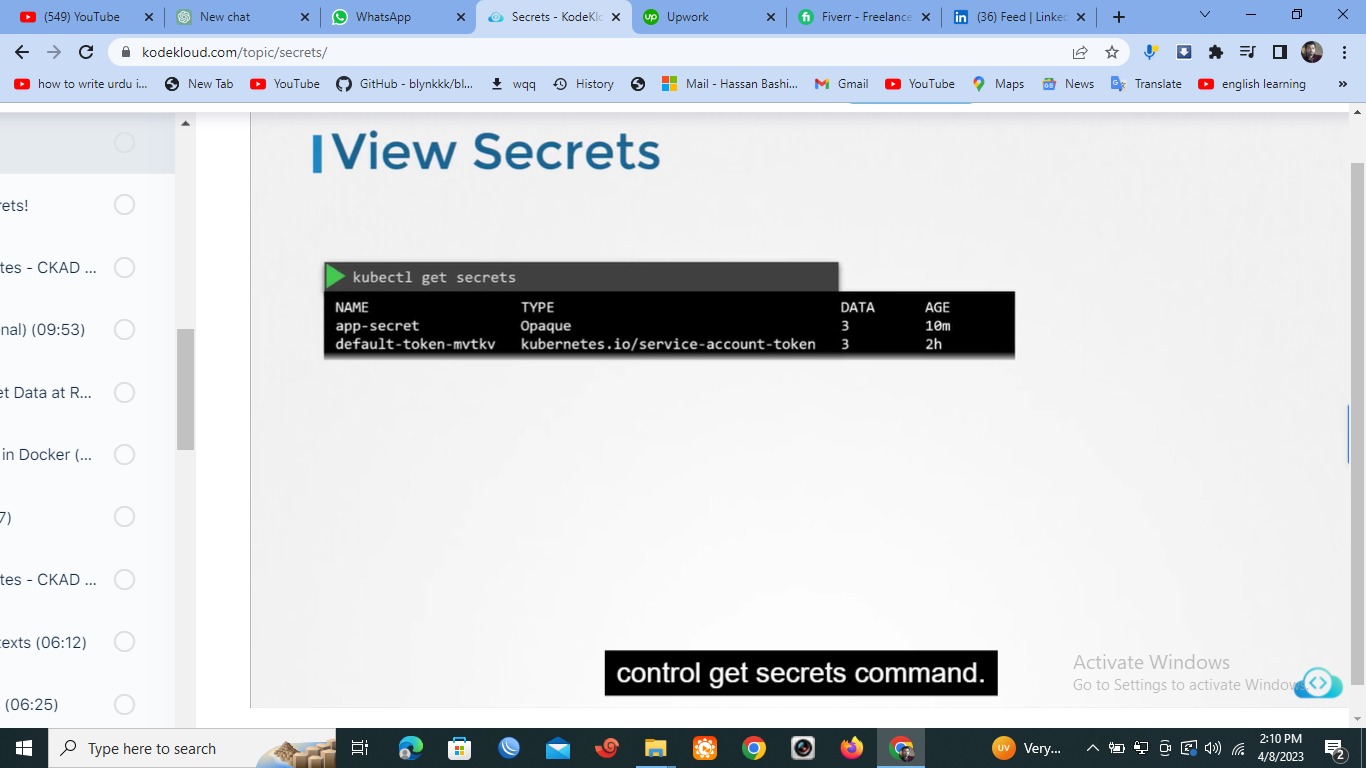 (549) YouTube
New chat
WhatsApp
Secrets - KodeKlo
Upwork
Fiverr - Freelance
(36) Feed | Linked
kodekloud.com/topic/secrets/
how to write urdu i...
New Tab
YouTube
GitHub - blynkkk/bl...
wqq
History
Mail - Hassan Bashi...
Gmail
YouTube
Maps
News
Translate
english learning
»
rets!
tes - CKAD ...
nal) (09:53)
et Data at R...
in Docker (...
7)
tes - CKAD ...
texts (06:12)
(06:25)
View Secrets
kubectl get secrets
NAME TYPE DATA AGE
app-secret Opaque 3 10m
default-token-mvtkv kubernetes.io/service-account-token 3 2h
control get secrets command.
Activate Windows
Go to Settings to activate Windows
Type here to search
UV Very...
2:10 PM
4/8/2023
2